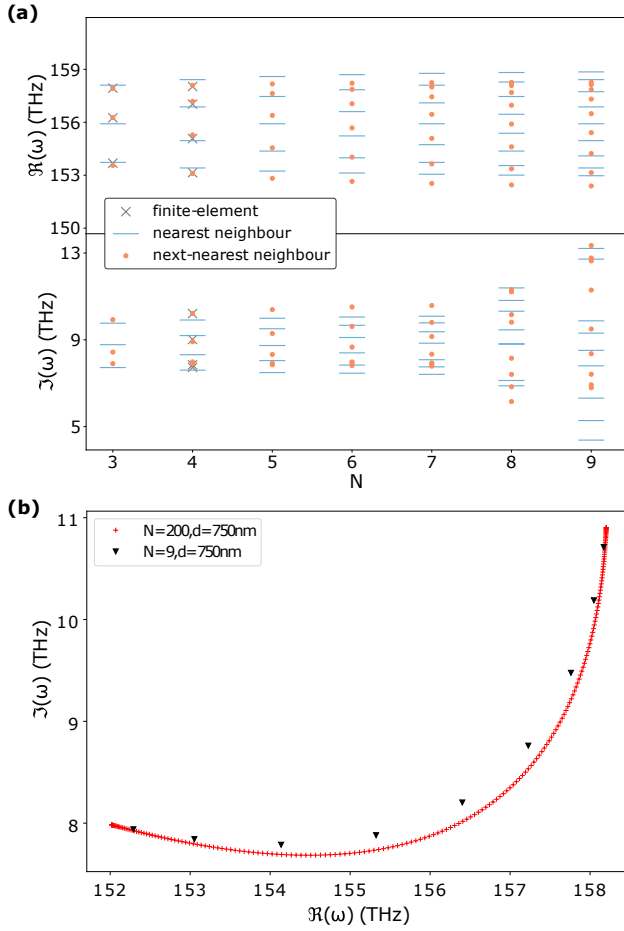 (a)
159
156
153
150
ℜ(ω) (THz)
finite-element
nearest neighbour
next-nearest neighbour
13
9
5
ℑ(ω) (THz)
3 4 5 6 7 8 9
N
(b)
11
10
9
8
ℑ(ω) (THz)
N=200,d=750nm
N=9,d=750nm
152 153 154 155 156 157 158
ℜ(ω) (THz)